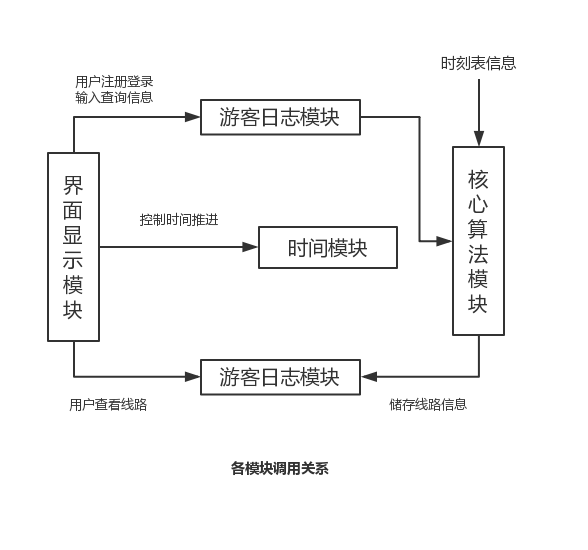 时刻表信息
用户注册登录
输入查询信息
游客日志模块
界面显示模块
核心算法模块
控制时间推进
时间模块
游客日志模块
用户查看线路
储存线路信息
各模块调用关系